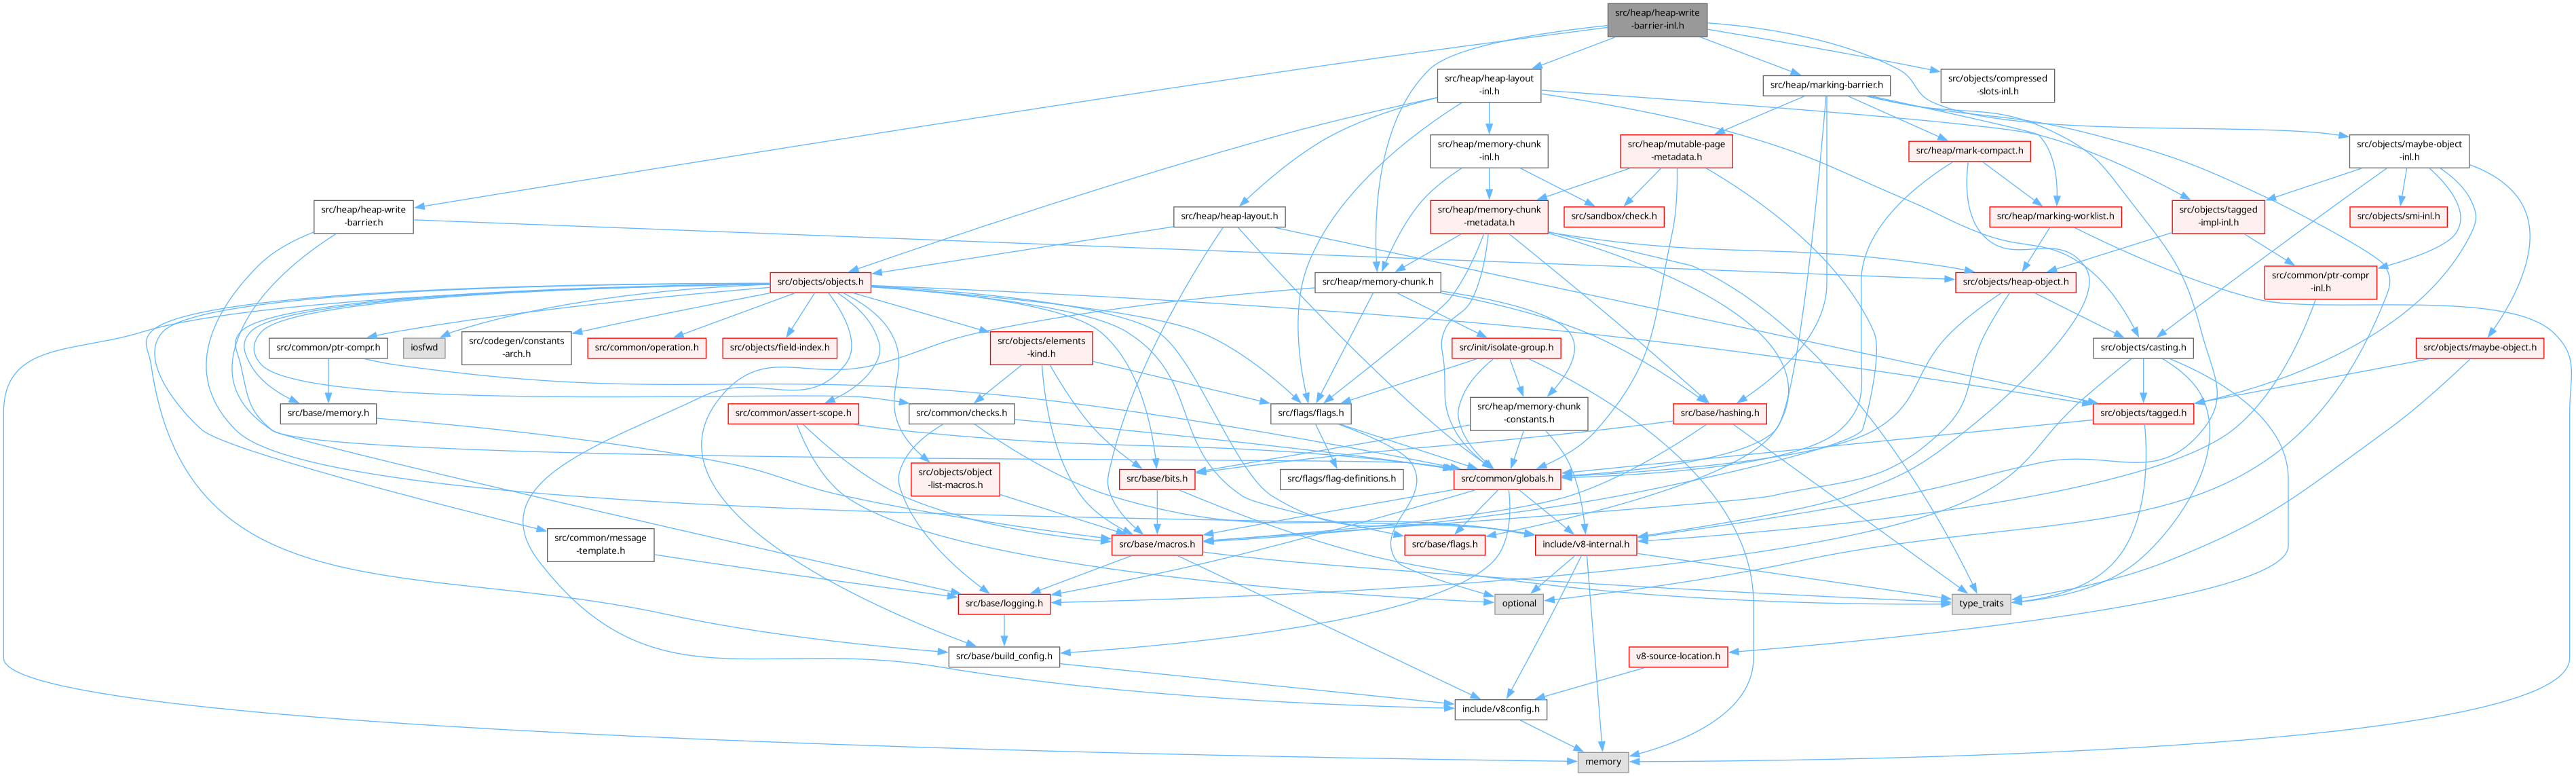 src/heap/heap-write
-barrier-inl.h
src/heap/heap-layout
-inl.h
src/heap/marking-barrier.h
src/objects/compressed
-slots-inl.h
src/heap/memory-chunk
-inl.h
src/heap/mutable-page
-metadata.h
src/heap/mark-compact.h
src/objects/maybe-object
-inl.h
src/heap/heap-write
-barrier.h
src/heap/heap-layout.h
src/heap/memory-chunk
-metadata.h
src/sandbox/check.h
src/heap/marking-worklist.h
src/objects/tagged
-impl-inl.h
src/objects/smi-inl.h
src/objects/objects.h
src/heap/memory-chunk.h
src/objects/heap-object.h
src/common/ptr-compr
-inl.h
src/common/ptr-compr.h
iosfwd
src/codegen/constants
-arch.h
src/common/operation.h
src/objects/field-index.h
src/objects/elements
-kind.h
src/init/isolate-group.h
src/objects/casting.h
src/objects/maybe-object.h
src/base/memory.h
src/common/assert-scope.h
src/common/checks.h
src/flags/flags.h
src/heap/memory-chunk
-constants.h
src/base/hashing.h
src/objects/tagged.h
src/objects/object
-list-macros.h
src/base/bits.h
src/flags/flag-definitions.h
src/common/globals.h
src/common/message
-template.h
src/base/macros.h
src/base/flags.h
include/v8-internal.h
src/base/logging.h
optional
type_traits
src/base/build_config.h
v8-source-location.h
include/v8config.h
memory